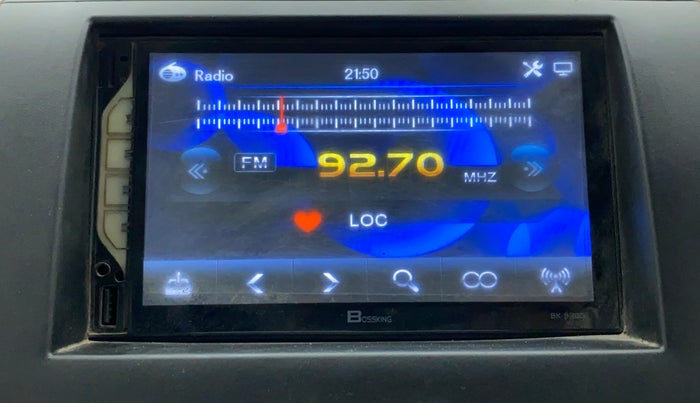 Radio
21:50
FM
92.70
MHZ
LOC
BOSSKING